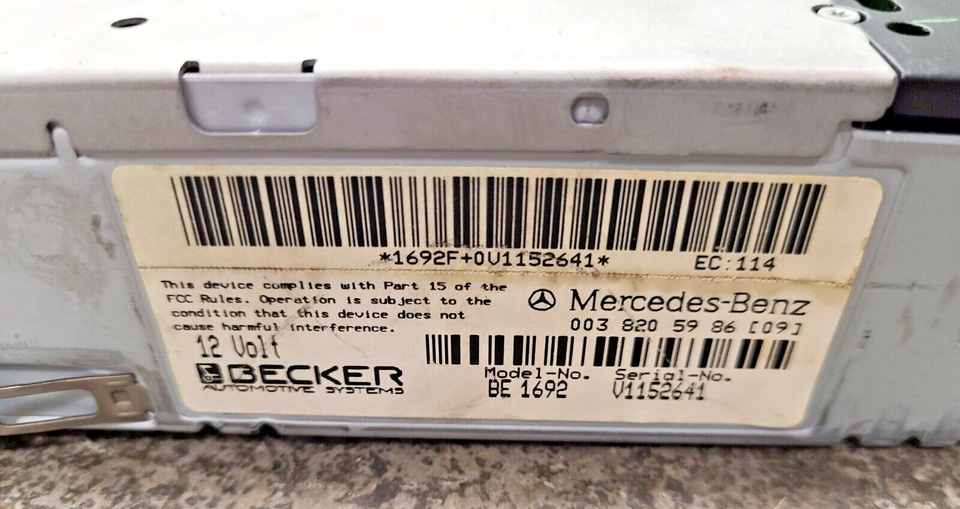 *1692F+0V1152641*
EC:114
This device complies with Part 15 of the
FCC Rules. Operation is subject to the
condition that this device does not
cause harmful interference.
Mercedes-Benz
003 820 59 86 [09]
12 Volt
BECKER
AUTOMOTIVE SYSTEMS
Model-No. Serial-No.
BE 1692 V1152641